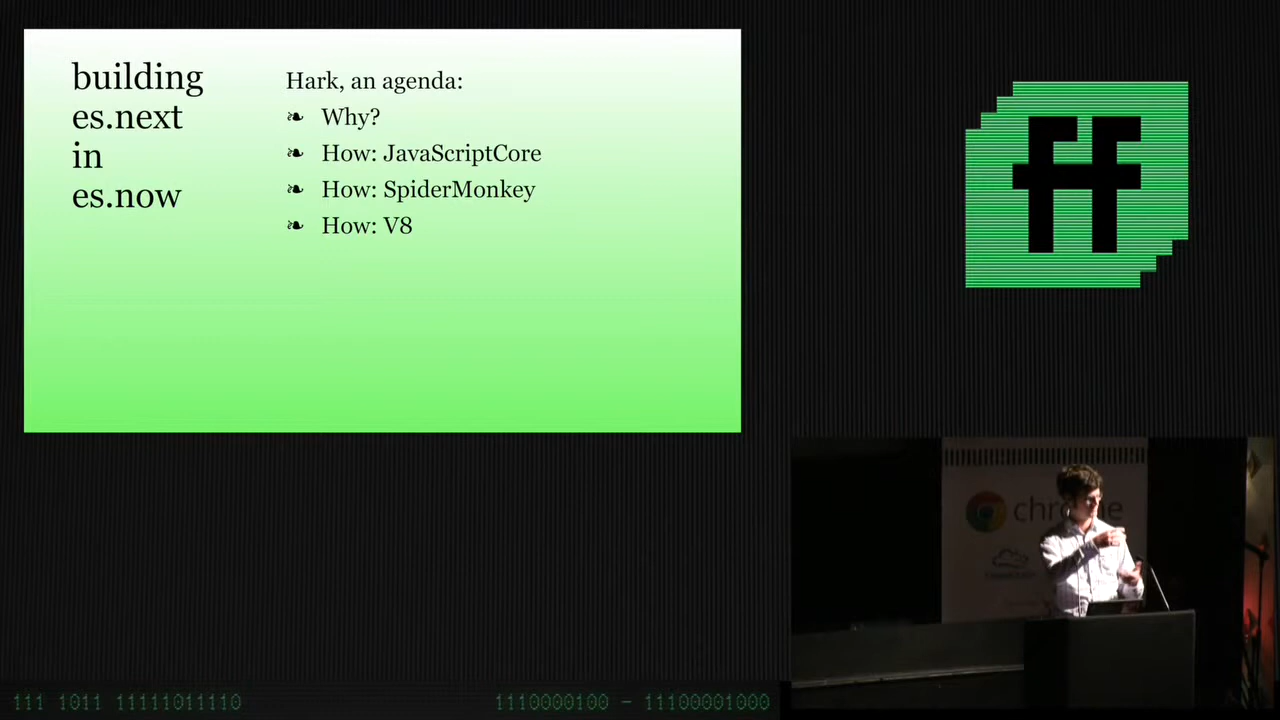 building
es.next
in
es.now
Hark, an agenda:
❧ Why?
❧ How: JavaScriptCore
❧ How: SpiderMonkey
❧ How: V8
ff
111 1011 11111011110
1110000100 - 11100001000